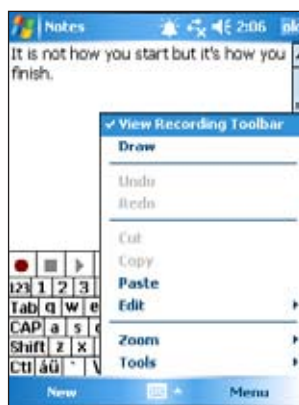 Notes 2:06 ok
It is not how you start but it's how you
finish.
View Recording Toolbar
Draw
Undo
Redo
Cut
Copy
Paste
Edit
Zoom
Tools
123 1 2 3
Tab q w e
CAP a s
Shift z x
Ctl áü `
New Menu